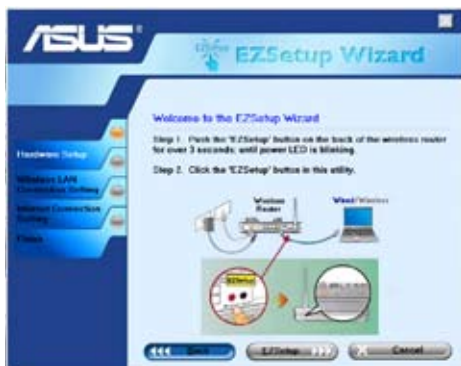 ASUS
EZSetup Wizard
Welcome to the EZSetup Wizard
Step 1. Push the 'EZSetup' button on the back of the wireless router
for over 3 seconds; until power LED is blinking.
Step 2. Click the 'EZSetup' button in this utility.
Hardware Setup
Wireless LAN
Connection Setting
Internet Connection
Setting
Finish
Wireless
Router
Wired/Wireless
EZSetup
Back
EZSetup
Cancel